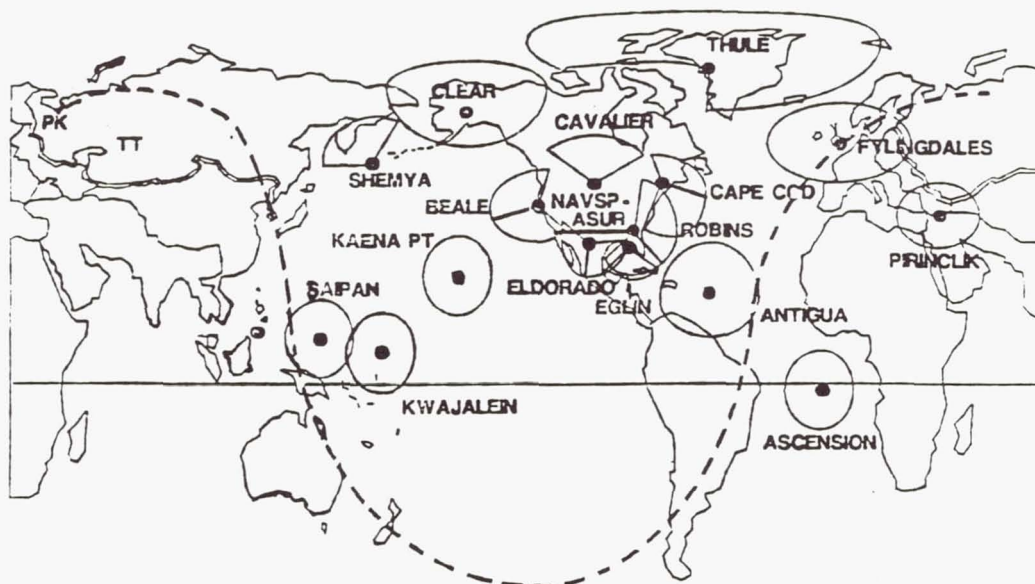 THULE
CLEAR
PK
CAVALIER
TT
FYLINGDALES
SHEMYA
CAPE COD
BEALE
NAVSP-
ASUR
ROBINS
KAENA PT
PIRINCLIK
SAIPAN
ELDORADO
EGLIN
ANTIGUA
KWAJALEIN
ASCENSION